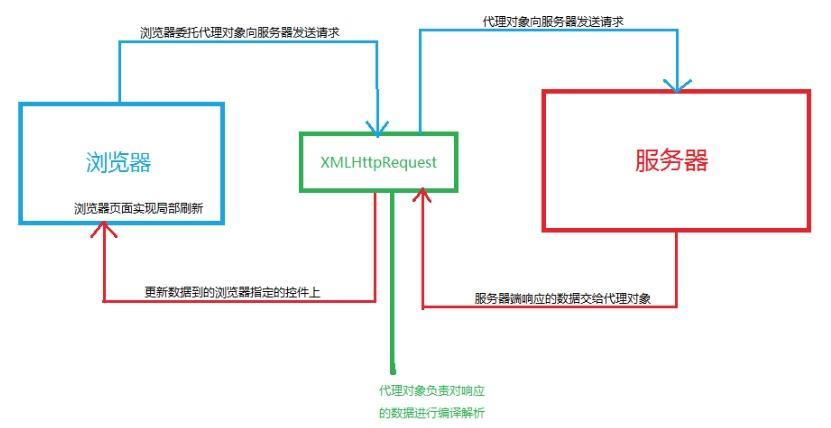 代理对象向服务器发送请求
浏览器委托代理对象向服务器发送请求
浏览器
XMLHttpRequest
服务器
浏览器页面实现局部刷新
更新数据到的浏览器指定的控件上
服务器端响应的数据交给代理对象
代理对象负责对响应
的数据进行编译解析